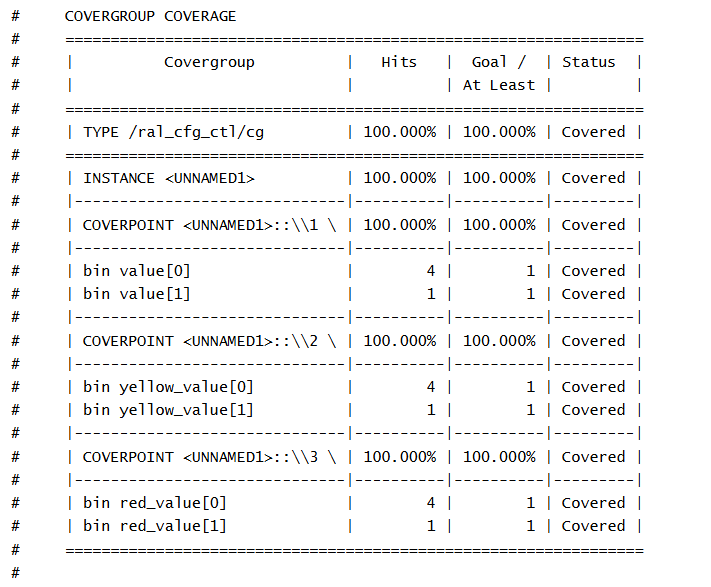 #     COVERGROUP COVERAGE
#     ================================================================
#     |          Covergroup          |   Hits   |  Goal /  | Status  |
#     |                              |          | At Least |         |
#     ================================================================
#     | TYPE /ral_cfg_ctl/cg         | 100.000% | 100.000% | Covered |
#     ================================================================
#     | INSTANCE <UNNAMED1>          | 100.000% | 100.000% | Covered |
#     |------------------------------|----------|----------|---------|
#     | COVERPOINT <UNNAMED1>::\\1 \ | 100.000% | 100.000% | Covered |
#     |------------------------------|----------|----------|---------|
#     | bin value[0]                 |        4 |        1 | Covered |
#     | bin value[1]                 |        1 |        1 | Covered |
#     |------------------------------|----------|----------|---------|
#     | COVERPOINT <UNNAMED1>::\\2 \ | 100.000% | 100.000% | Covered |
#     |------------------------------|----------|----------|---------|
#     | bin yellow_value[0]          |        4 |        1 | Covered |
#     | bin yellow_value[1]          |        1 |        1 | Covered |
#     |------------------------------|----------|----------|---------|
#     | COVERPOINT <UNNAMED1>::\\3 \ | 100.000% | 100.000% | Covered |
#     |------------------------------|----------|----------|---------|
#     | bin red_value[0]             |        4 |        1 | Covered |
#     | bin red_value[1]             |        1 |        1 | Covered |
#     ================================================================
#